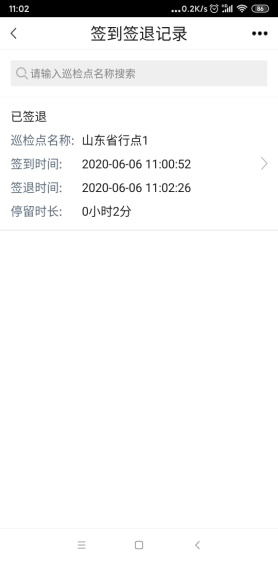 11:02 ...0.2K/s 86
签到签退记录
请输入巡检点名称搜索
已签退
巡检点名称: 山东省行点1
签到时间: 2020-06-06 11:00:52
签退时间: 2020-06-06 11:02:26
停留时长: 0小时2分